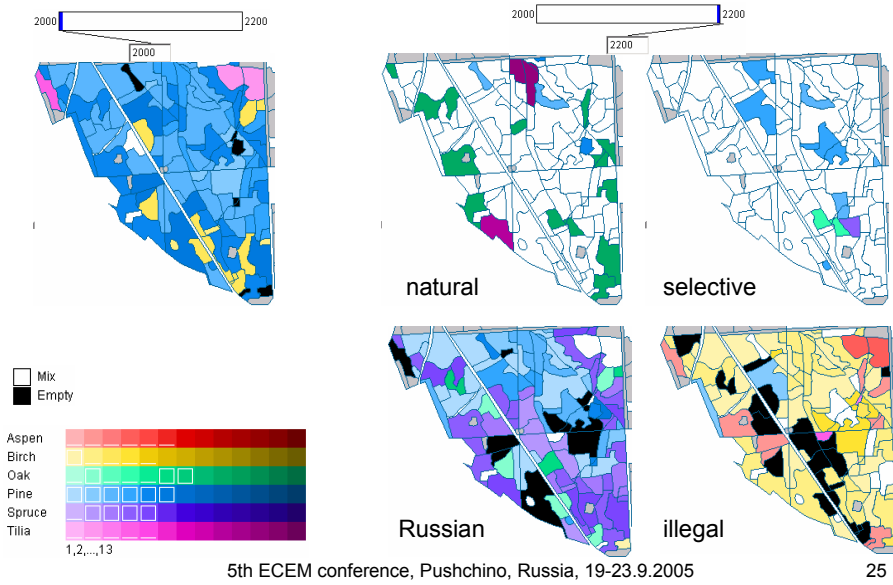 2000
2200
2000
2000
2200
2200
natural
selective
Mix
Empty
Aspen
Birch
Oak
Pine
Spruce
Tilia
1,2,...,13
Russian
illegal
5th ECEM conference, Pushchino, Russia, 19-23.9.2005
25